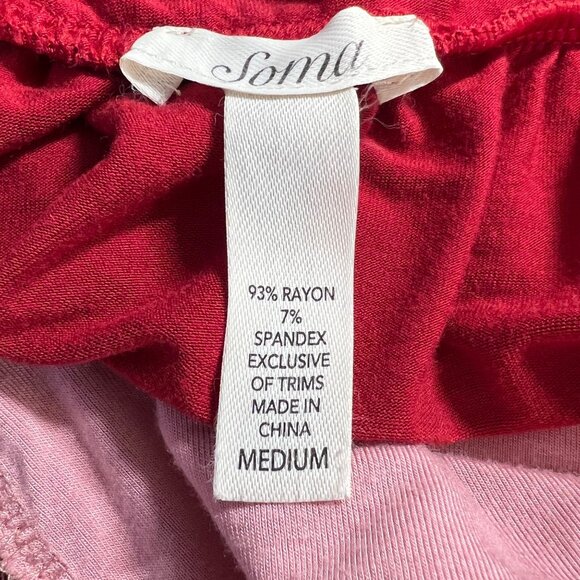 Soma
93% RAYON
7%
SPANDEX
EXCLUSIVE
OF TRIMS
MADE IN
CHINA
MEDIUM